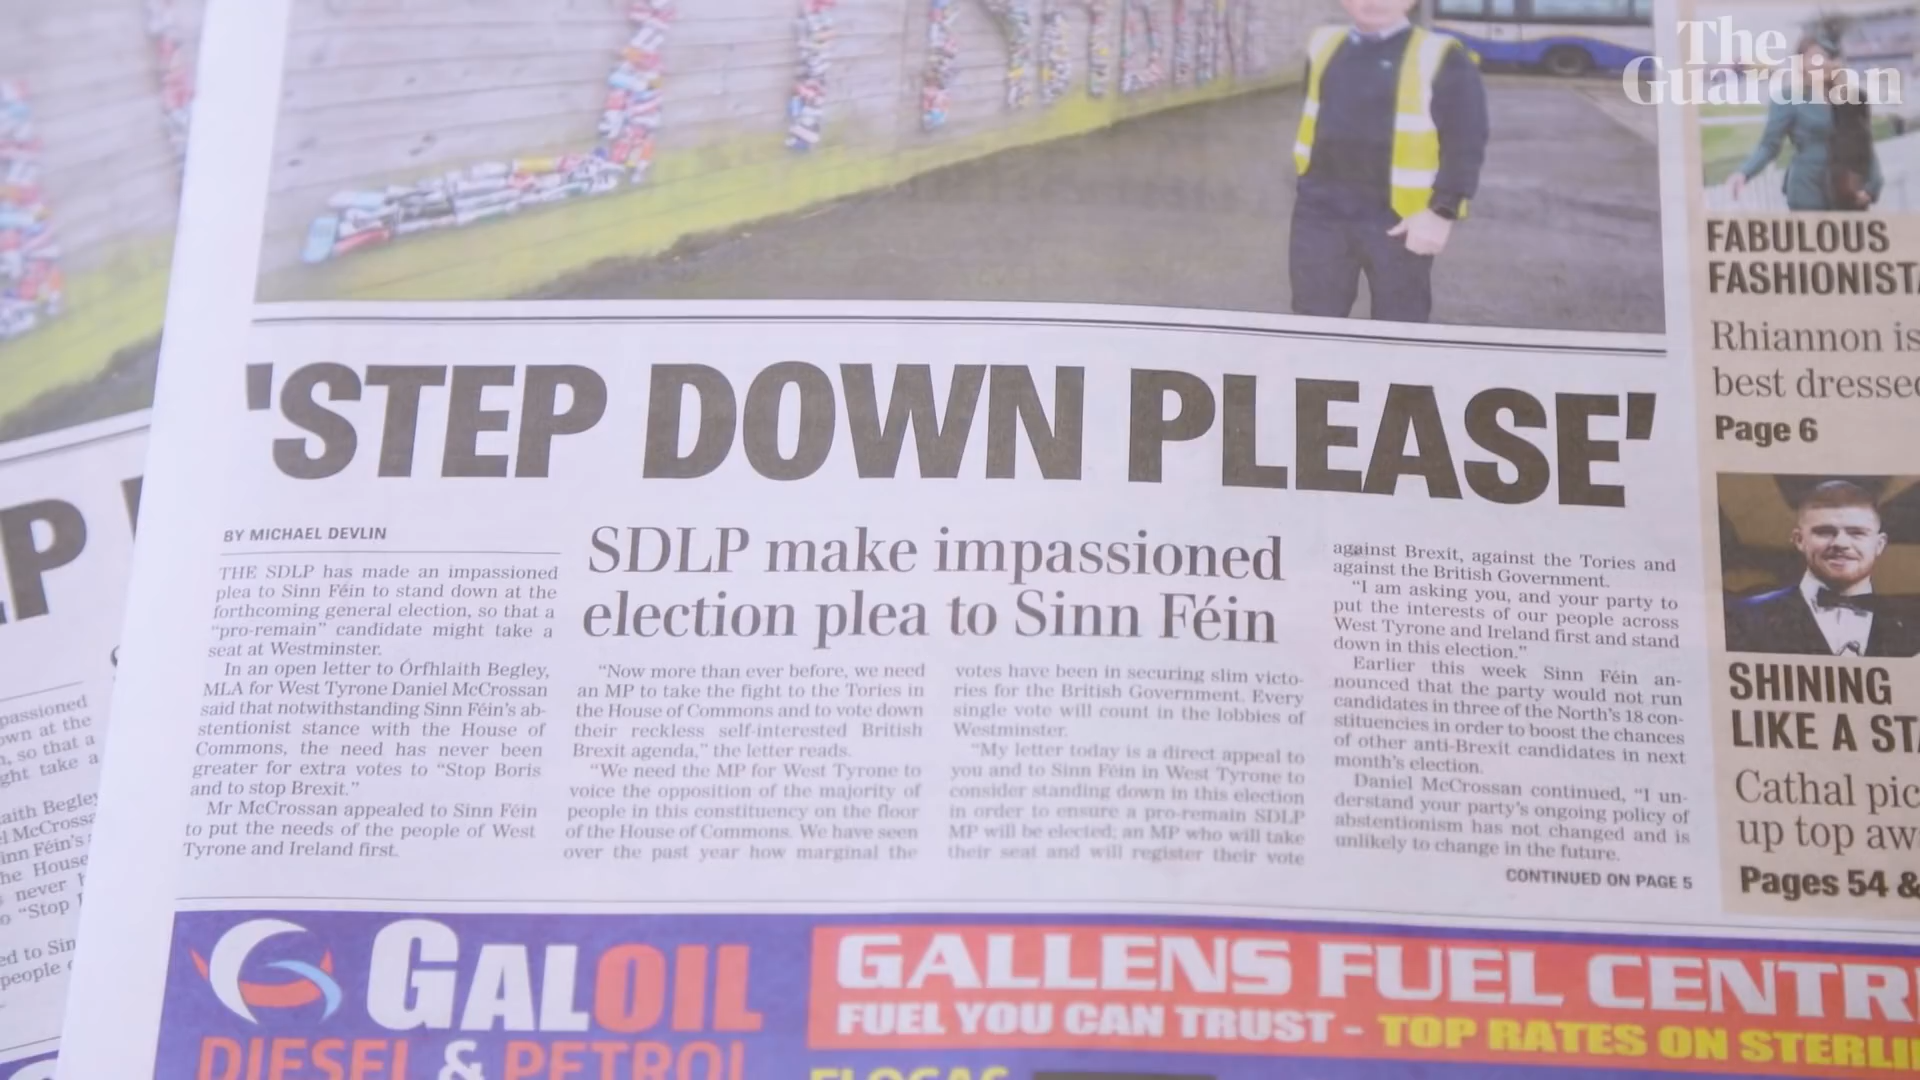 The
Guardian
FABULOUS
FASHIONIST
Rhiannon is
best dressed
Page 6
'STEP DOWN PLEASE'
BY MICHAEL DEVLIN
SDLP make impassioned
election plea to Sinn Féin
THE SDLP has made an impassioned
plea to Sinn Féin to stand down at the
forthcoming general election, so that a
"pro-remain" candidate might take a
seat at Westminster.
In an open letter to Órfhlaith Begley,
MLA for West Tyrone Daniel McCrossan
said that notwithstanding Sinn Féin's ab-
stentionist stance with the House of
Commons, the need has never been
greater for extra votes to "Stop Boris
and to stop Brexit."
Mr McCrossan appealed to Sinn Féin
to put the needs of the people of West
Tyrone and Ireland first.
"Now more than ever before, we need
an MP to take the fight to the Tories in
the House of Commons and to vote down
their reckless self-interested British
Brexit agenda," the letter reads.
"We need the MP for West Tyrone to
voice the opposition of the majority of
people in this constituency on the floor
of the House of Commons. We have seen
over the past year how marginal the
votes have been in securing slim victo-
ries for the British Government. Every
single vote will count in the lobbies of
Westminster.
"My letter today is a direct appeal to
you and to Sinn Féin in West Tyrone to
consider standing down in this election
in order to ensure a pro-remain SDLP
MP will be elected; an MP who will take
their seat and will register their vote
against Brexit, against the Tories and
against the British Government.
"I am asking you, and your party to
put the interests of our people across
West Tyrone and Ireland first and stand
down in this election."
Earlier this week Sinn Féin an-
nounced that the party would not run
candidates in three of the North's 18 con-
stituencies in order to boost the chances
of other anti-Brexit candidates in next
month's election.
Daniel McCrossan continued, "I un-
derstand your party's ongoing policy of
abstentionism has not changed and is
unlikely to change in the future.
CONTINUED ON PAGE 5
SHINING
LIKE A STA
Cathal pic
up top aw
Pages 54 &
GALOIL
DIESEL & PETROL
GALLENS FUEL CENTR
FUEL YOU CAN TRUST - TOP RATES ON STERLI
FLOGAS